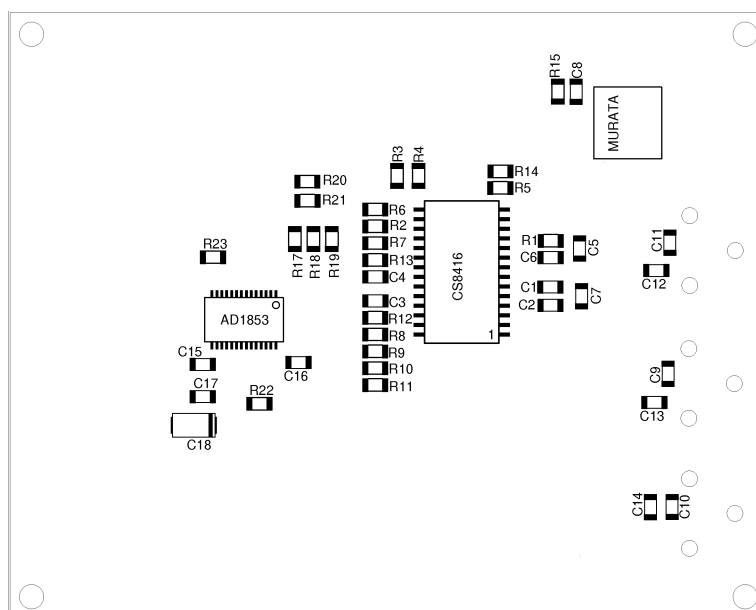 R15
C8
MURATA
R3
R4
R14
R5
R20
R21
R6
R2
R7
R13
C4
C3
R12
R8
R9
R10
R11
CS8416
1
R1
C6
C5
C1
C2
C7
C11
C12
R23
R17
R18
R19
AD1853
C15
C16
C17
R22
C18
C9
C13
C14
C10